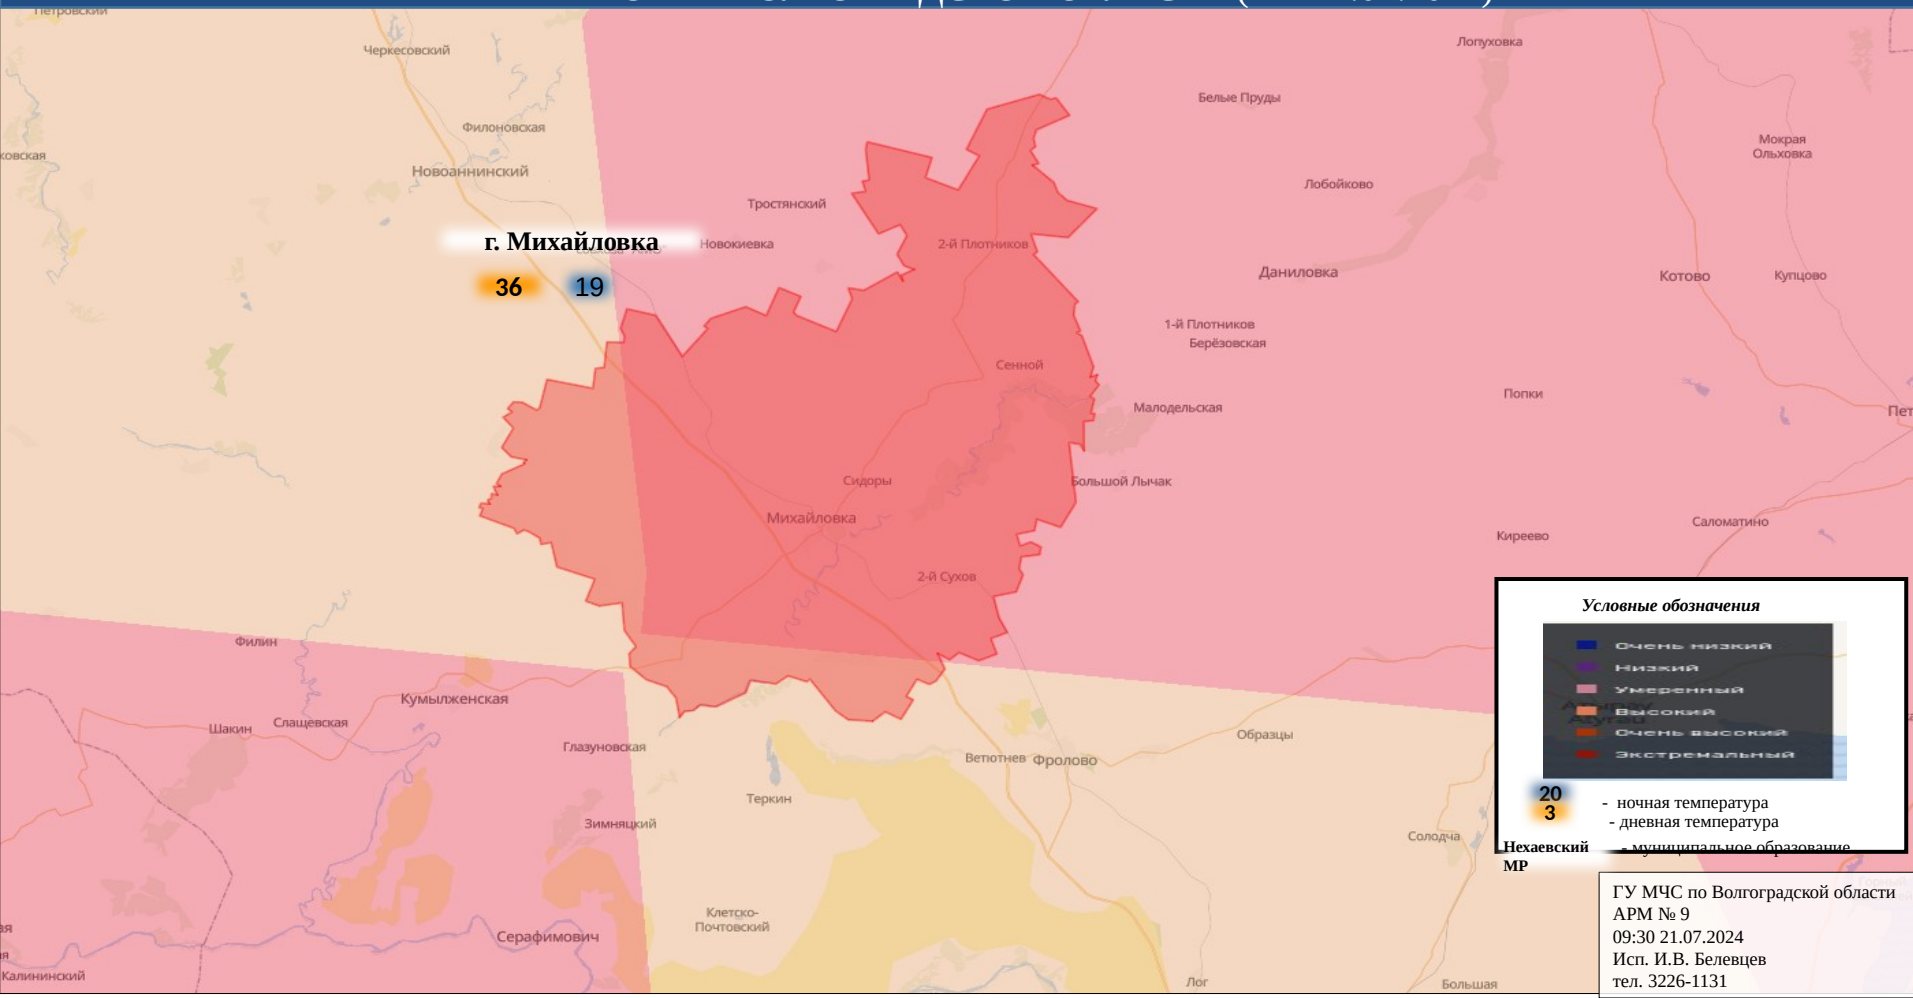 Петровский
Черкесовский
Лопуховка
Белые Пруды
Филоновская
Мокрая
Ольховка
ковская
Новоаннинский
Лобойково
Тростянский
г. Михайловка
Новокиевка
2-й Плотников
Даниловка
Котово
Купцово
36
19
1-й Плотников
Берёзовская
Сенной
Попки
Малодельская
Пет
Сидоры
Большой Лычак
Михайловка
Саломатино
Киреево
2-й Сухов
Условные обозначения
Филин
Очень низкий
Низкий
Умеренный
Высокий
Очень высокий
Экстремальный
Кумылженская
Слащевская
Шакин
Глазуновская
Образцы
Ветютнев
Фролово
Теркин
20
- ночная температура
3
- дневная температура
Зимняцкий
Солодча
Нехаевский
МР
- муниципальное образование
ГУ МЧС по Волгоградской области
АРМ № 9
09:30 21.07.2024
Исп. И.В. Белевцев
тел. 3226-1131
Клетско-
Почтовский
Серафимович
Калининский
Лог
Большая